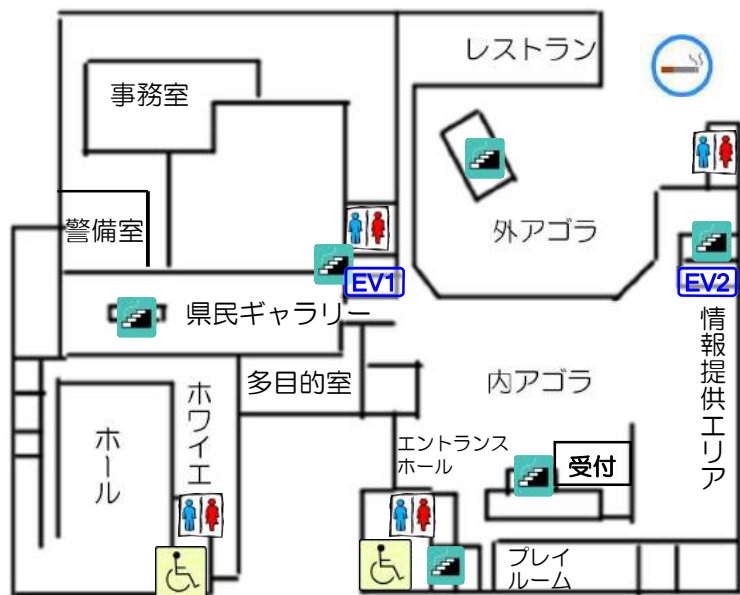 レストラン
事務室
警備室
外アゴラ
EV1
EV2
県民ギャラリー
情報提供エリア
多目的室
内アゴラ
ホワイエ
ホール
エントランス
ホール
受付
プレイ
ルーム